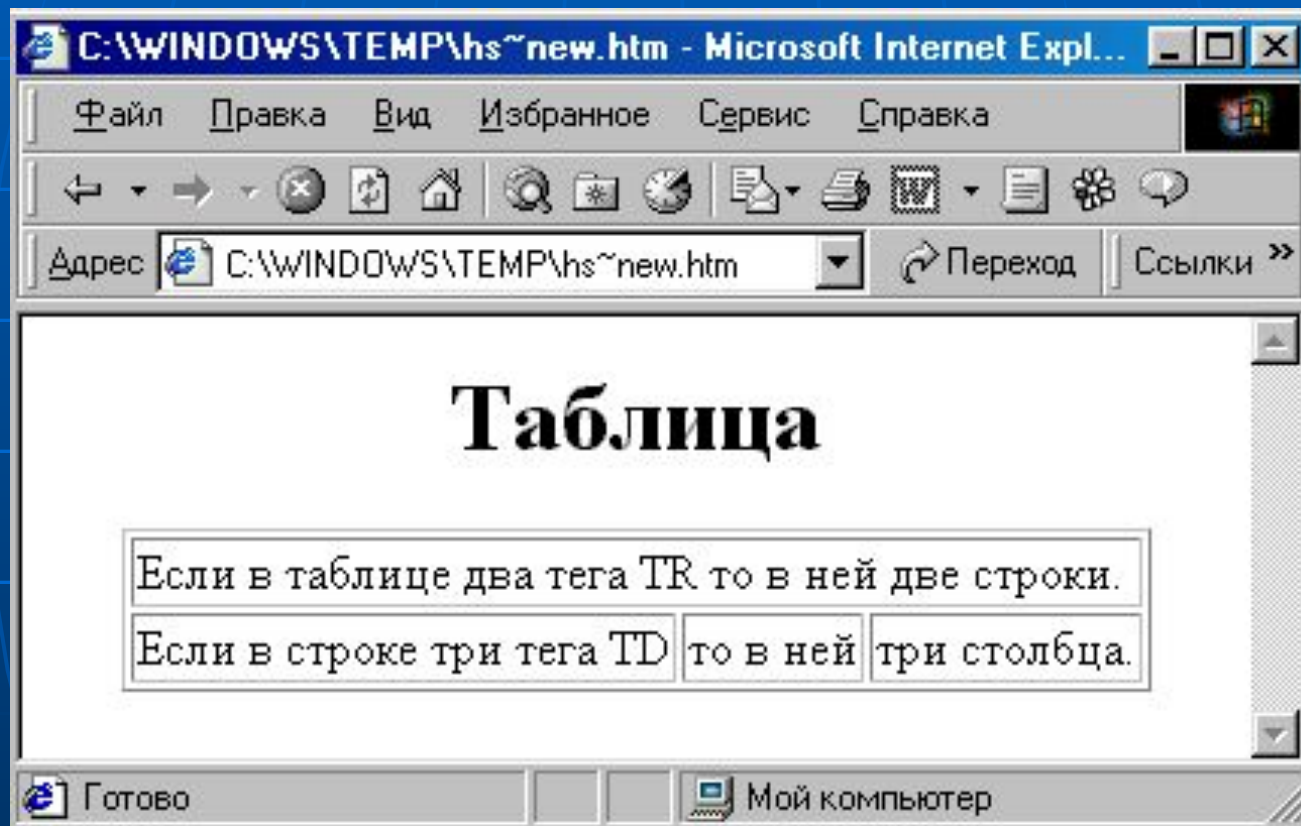 C:\WINDOWS\TEMP\hs~new.htm - Microsoft Internet Expl...
Файл Правка Вид Избранное Сервис Справка
Адрес C:\WINDOWS\TEMP\hs~new.htm Переход Ссылки »
Таблица
Если в таблице два тега TR то в ней две строки.
Если в строке три тега TD то в ней три столбца.
Готово Мой компьютер